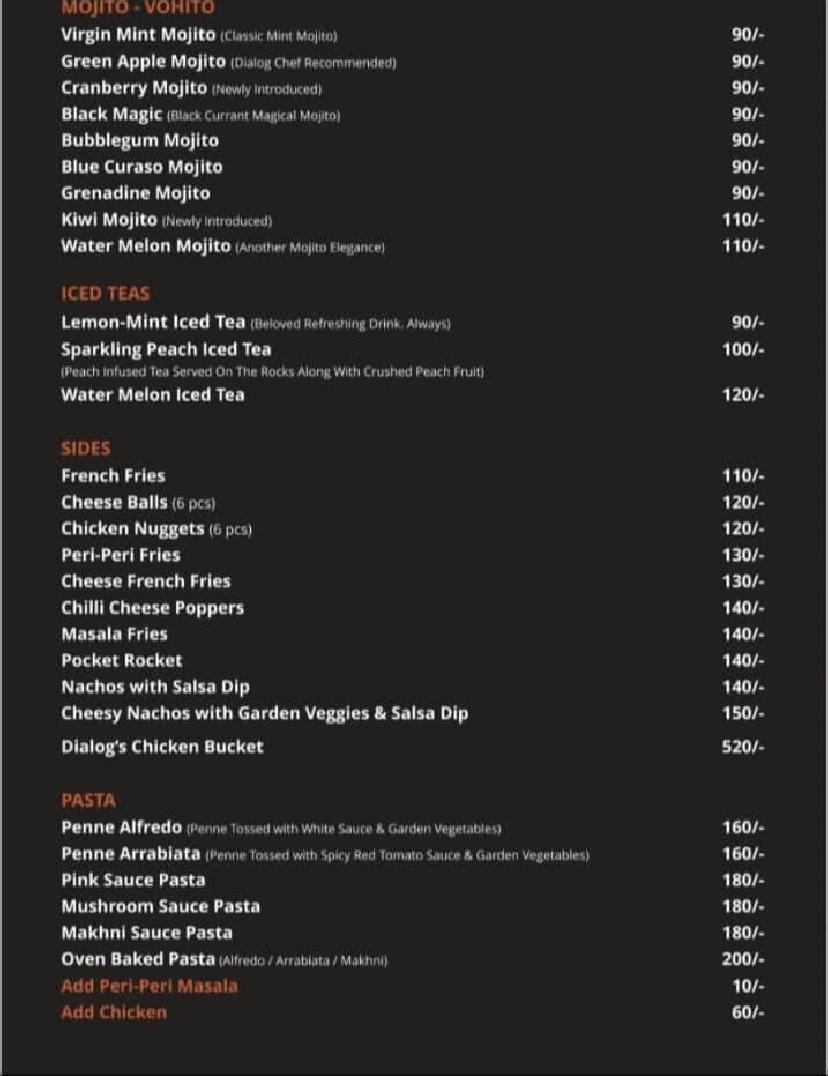 MOJITO - VOHITO
Virgin Mint Mojito (Classic Mint Mojito) 90/-
Green Apple Mojito (Dialog Chef Recommended) 90/-
Cranberry Mojito (Newly Introduced) 90/-
Black Magic (Black Currant Magical Mojito) 90/-
Bubblegum Mojito 90/-
Blue Curaso Mojito 90/-
Grenadine Mojito 90/-
Kiwi Mojito (Newly Introduced) 110/-
Water Melon Mojito (Another Mojito Elegance) 110/-
ICED TEAS
Lemon-Mint Iced Tea (Beloved Refreshing Drink. Always) 90/-
Sparkling Peach Iced Tea 100/-
(Peach Infused Tea Served On The Rocks Along With Crushed Peach Fruit)
Water Melon Iced Tea 120/-
SIDES
French Fries 110/-
Cheese Balls (6 pcs) 120/-
Chicken Nuggets (6 pcs) 120/-
Peri-Peri Fries 130/-
Cheese French Fries 130/-
Chilli Cheese Poppers 140/-
Masala Fries 140/-
Pocket Rocket 140/-
Nachos with Salsa Dip 140/-
Cheesy Nachos with Garden Veggies & Salsa Dip 150/-
Dialog's Chicken Bucket 520/-
PASTA
Penne Alfredo (Penne Tossed with White Sauce & Garden Vegetables) 160/-
Penne Arrabiata (Penne Tossed with Spicy Red Tomato Sauce & Garden Vegetables) 160/-
Pink Sauce Pasta 180/-
Mushroom Sauce Pasta 180/-
Makhni Sauce Pasta 180/-
Oven Baked Pasta (Alfredo / Arrabiata / Makhni) 200/-
Add Peri-Peri Masala 10/-
Add Chicken 60/-